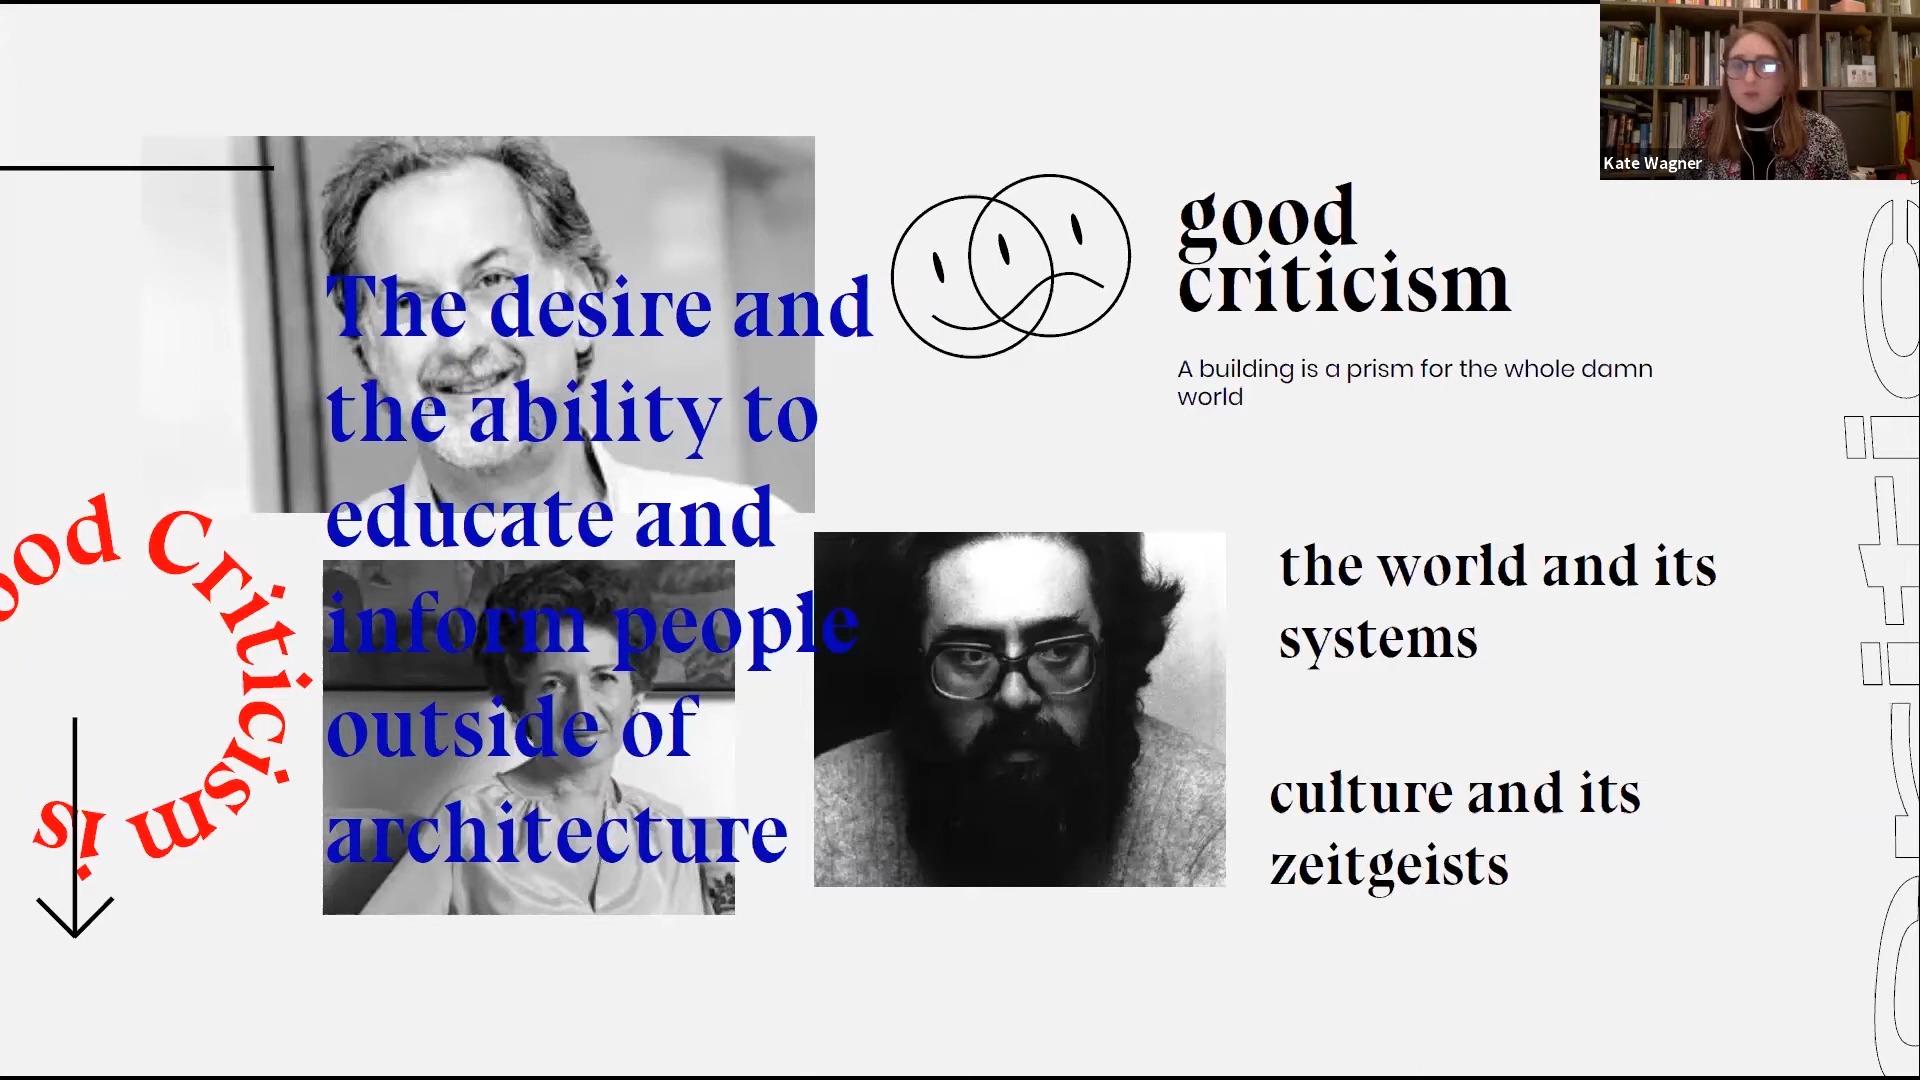 Kate Wagner
good
criticism
A building is a prism for the whole damn
world
The desire and
the ability to
educate and
inform people
outside of
architecture
ood Criticism is
the world and its
systems
culture and its
zeitgeists